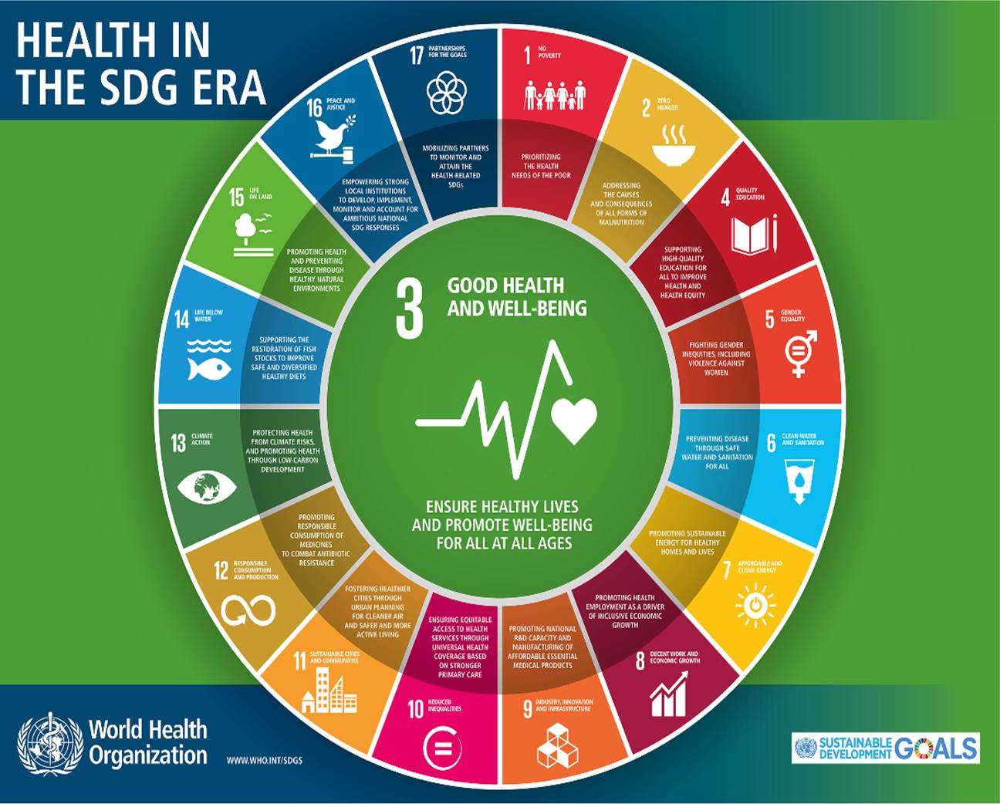 HEALTH IN
THE SDG ERA
1
NO
POVERTY
PRIORITIZING
THE HEALTH
NEEDS OF THE POOR
2
ZERO
HUNGER
ADDRESSING
THE CAUSES
AND CONSEQUENCES
OF ALL FORMS OF
MALNUTRITION
4
QUALITY
EDUCATION
SUPPORTING
HIGH-QUALITY
EDUCATION FOR
ALL TO IMPROVE
HEALTH AND
HEALTH EQUITY
5
GENDER
EQUALITY
FIGHTING GENDER
INEQUITIES, INCLUDING
VIOLENCE AGAINST
WOMEN
6
CLEAN WATER
AND SANITATION
PREVENTING DISEASE
THROUGH SAFE
WATER AND SANITATION
FOR ALL
7
AFFORDABLE AND
CLEAN ENERGY
PROMOTING SUSTAINABLE
ENERGY FOR HEALTHY
HOMES AND LIVES
8
DECENT WORK AND
ECONOMIC GROWTH
PROMOTING HEALTH
EMPLOYMENT AS A DRIVER
OF INCLUSIVE ECONOMIC
GROWTH
9
INDUSTRY, INNOVATION
AND INFRASTRUCTURE
PROMOTING NATIONAL
R&D CAPACITY AND
MANUFACTURING OF
AFFORDABLE ESSENTIAL
MEDICAL PRODUCTS
10
REDUCED
INEQUALITIES
ENSURING EQUITABLE
ACCESS TO HEALTH
SERVICES THROUGH
UNIVERSAL HEALTH
COVERAGE BASED
ON STRONGER
PRIMARY CARE
11
SUSTAINABLE CITIES
AND COMMUNITIES
FOSTERING HEALTHIER
CITIES THROUGH
URBAN PLANNING
FOR CLEANER AIR
AND SAFER AND MORE
ACTIVE LIVING
12
RESPONSIBLE
CONSUMPTION
AND PRODUCTION
PROMOTING
RESPONSIBLE
CONSUMPTION OF
MEDICINES
TO COMBAT ANTIBIOTIC
RESISTANCE
13
CLIMATE
ACTION
PROTECTING HEALTH
FROM CLIMATE RISKS,
AND PROMOTING HEALTH
THROUGH LOW-CARBON
DEVELOPMENT
14
LIFE BELOW
WATER
SUPPORTING THE
RESTORATION OF FISH
STOCKS TO IMPROVE
SAFE AND DIVERSIFIED
HEALTHY DIETS
15
LIFE
ON LAND
PROMOTING HEALTH
AND PREVENTING
DISEASE THROUGH
HEALTHY NATURAL
ENVIRONMENTS
16
PEACE AND
JUSTICE
EMPOWERING STRONG
LOCAL INSTITUTIONS
TO DEVELOP, IMPLEMENT,
MONITOR AND ACCOUNT FOR
AMBITIOUS NATIONAL
SDG RESPONSES
17
PARTNERSHIPS
FOR THE GOALS
MOBILIZING PARTNERS
TO MONITOR AND
ATTAIN THE
HEALTH-RELATED
SDGs
3
GOOD HEALTH
AND WELL-BEING
ENSURE HEALTHY LIVES
AND PROMOTE WELL-BEING
FOR ALL AT ALL AGES
World Health
Organization
WWW.WHO.INT/SDGS
SUSTAINABLE
DEVELOPMENT
GOALS